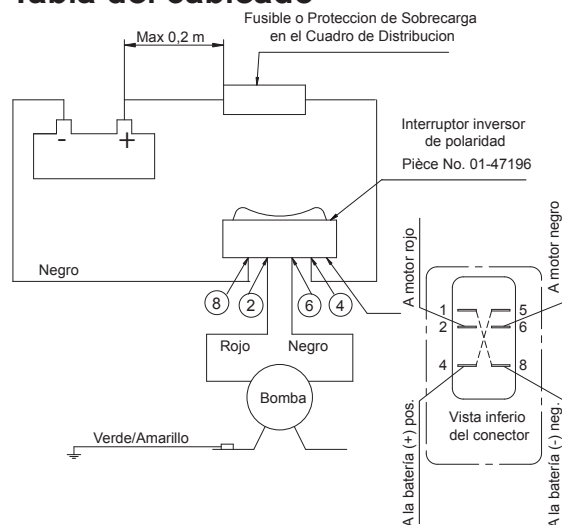 Tabla del cableado
Fusible o Proteccion de Sobrecarga
en el Cuadro de Distribucion
Max 0,2 m
- +
Interruptor inversor
de polaridad
Pièce No. 01-47196
Negro
8 2 6 4
Rojo Negro
Bomba
Verde/Amarillo
A motor rojo
A motor negro
1 5
2 6
4 8
Vista inferio
del conector
A la batería (+) pos.
A la batería (-) neg.